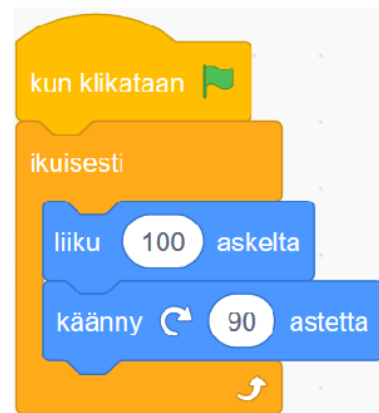 kun klikataan
ikuisesti
liiku 100 askelta
käänny 90 astetta